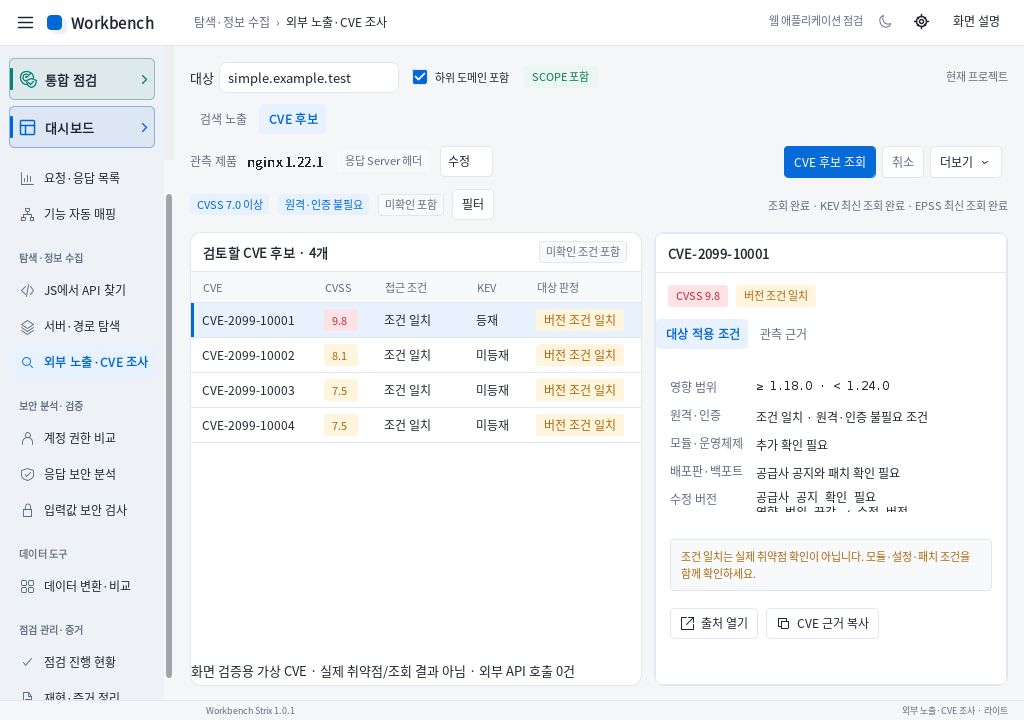 Workbench
탐색·정보 수집 › 외부 노출·CVE 조사
웹 애플리케이션 점검
화면 설명
통합 점검
대시보드
요청·응답 목록
기능 자동 매핑
탐색·정보 수집
JS에서 API 찾기
서버·경로 탐색
외부 노출·CVE 조사
보안 분석·검증
계정 권한 비교
응답 보안 분석
입력값 보안 검사
데이터 도구
데이터 변환·비교
점검 관리·증거
점검 진행 현황
재현·증거 정리
대상 simple.example.test 하위 도메인 포함 SCOPE 포함 현재 프로젝트
검색 노출 CVE 후보
관측 제품 nginx 1.22.1 응답 Server 헤더 수정 CVE 후보 조회 취소 더보기
CVSS 7.0 이상 원격·인증 불필요 미확인 포함 필터 조회 완료 · KEV 최신 조회 완료 · EPSS 최신 조회 완료
검토할 CVE 후보 · 4개 미확인 조건 포함
CVE CVSS 접근 조건 KEV 대상 판정
CVE-2099-10001 9.8 조건 일치 등재 버전 조건 일치
CVE-2099-10002 8.1 조건 일치 미등재 버전 조건 일치
CVE-2099-10003 7.5 조건 일치 미등재 버전 조건 일치
CVE-2099-10004 7.5 조건 일치 미등재 버전 조건 일치
화면 검증용 가상 CVE · 실제 취약점/조회 결과 아님 · 외부 API 호출 0건
CVE-2099-10001
CVSS 9.8 버전 조건 일치
대상 적용 조건 관측 근거
영향 범위 ≥ 1.18.0 · < 1.24.0
원격·인증 조건 일치 · 원격·인증 불필요 조건
모듈·운영체제 추가 확인 필요
배포판·백포트 공급사 공지와 패치 확인 필요
수정 버전 공급사 공지 확인 필요
조건 일치는 실제 취약점 확인이 아닙니다. 모듈·설정·패치 조건을
함께 확인하세요.
출처 열기 CVE 근거 복사
Workbench Strix 1.0.1
외부 노출·CVE 조사 · 라이트